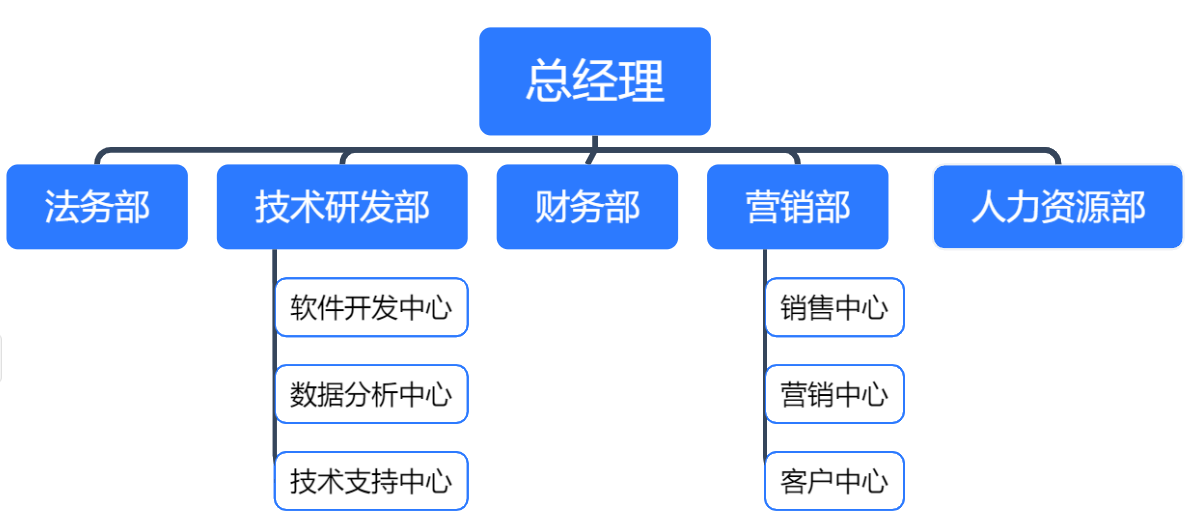 总经理
法务部
技术研发部
财务部
营销部
人力资源部
软件开发中心
销售中心
数据分析中心
营销中心
技术支持中心
客户中心